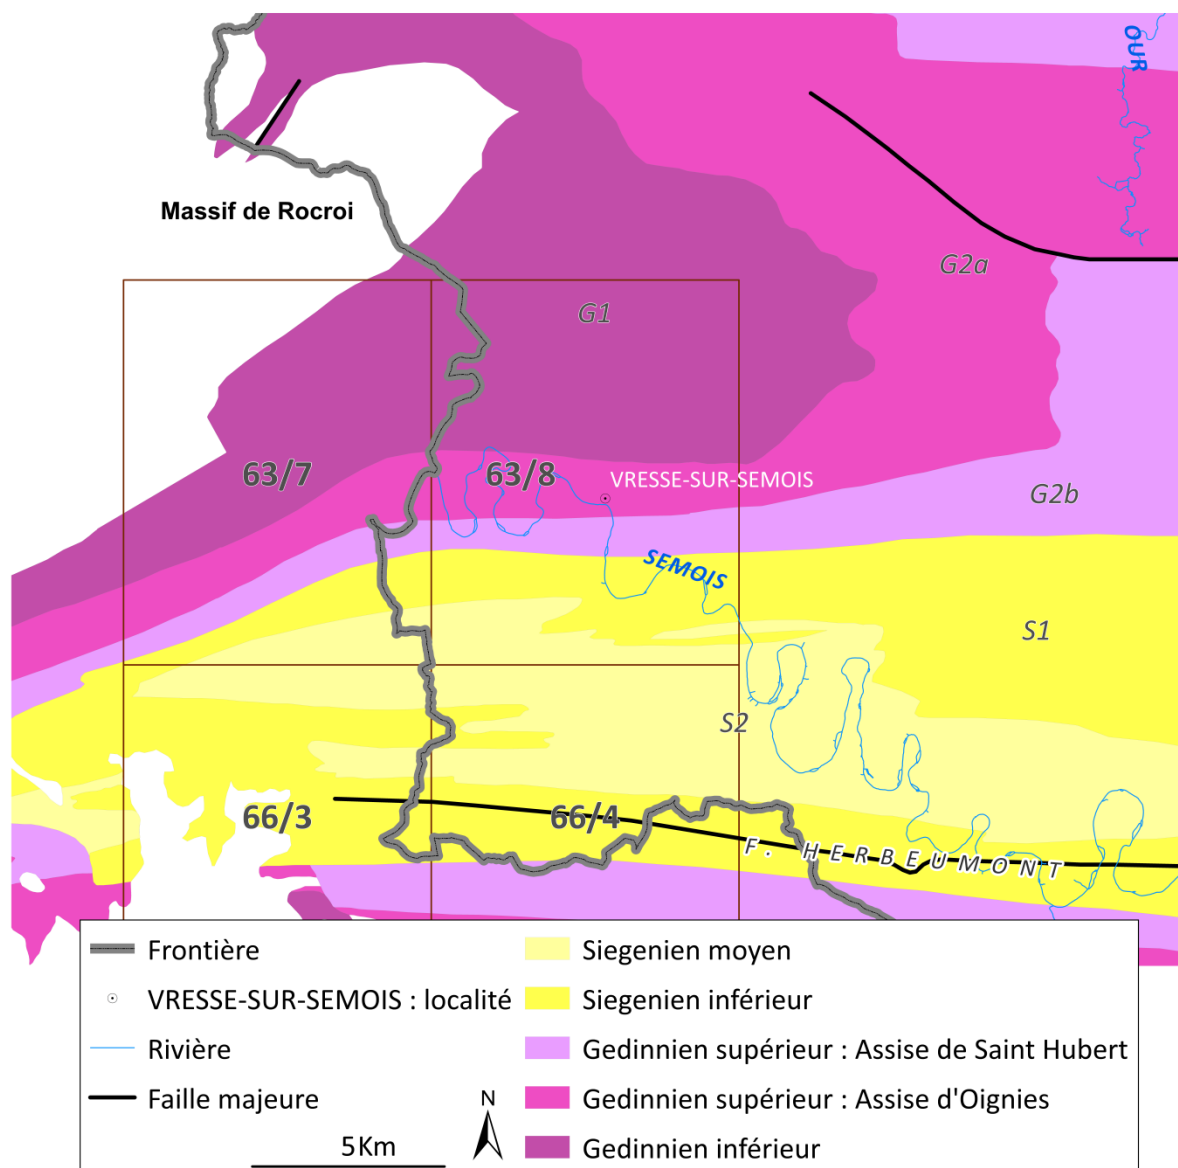 OUR
Massif de Rocroi
G2a
G1
63/7
63/8
VRESSE-SUR-SEMOIS
G2b
SEMOIS
S1
S2
66/3
66/4
F. HERBEUMONT
Frontière
VRESSE-SUR-SEMOIS : localité
Rivière
Faille majeure
5Km
N
Siegenien moyen
Siegenien inférieur
Gedinnien supérieur : Assise de Saint Hubert
Gedinnien supérieur : Assise d'Oignies
Gedinnien inférieur